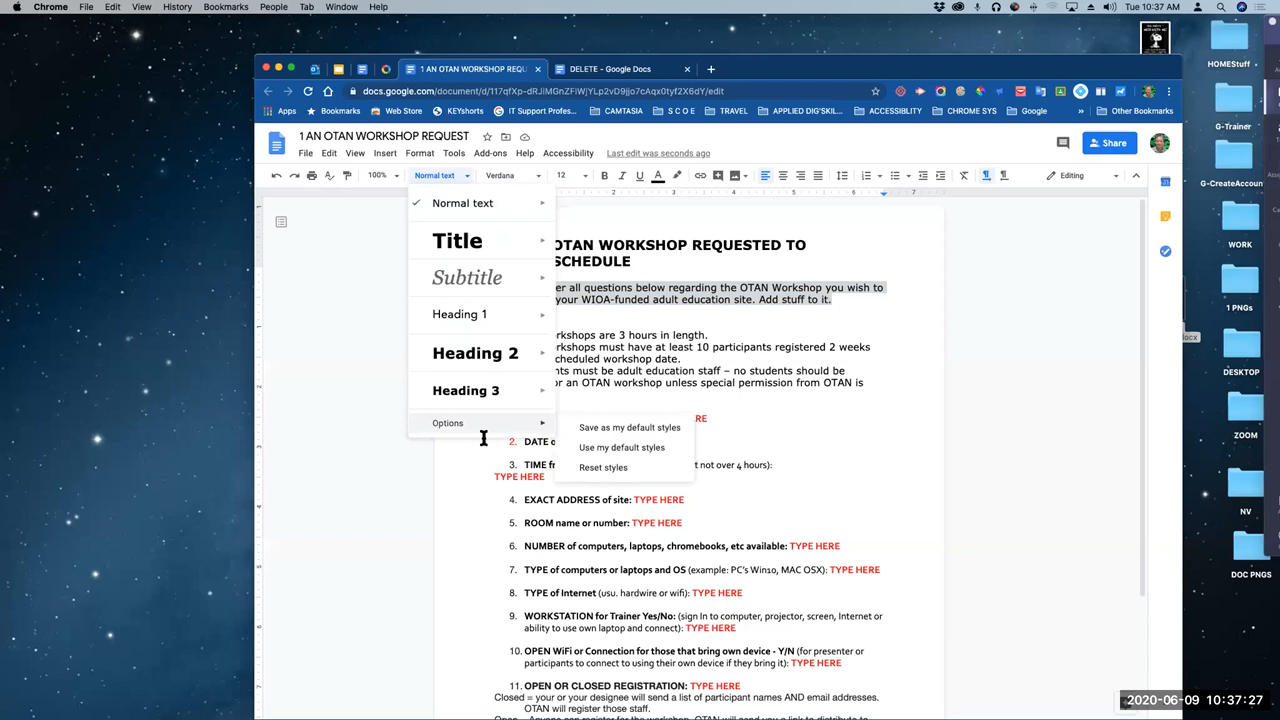 Chrome File Edit View History Bookmarks People Tab Window Help
Tue 10:37 AM
1 AN OTAN WORKSHOP REQU
DELETE - Google Docs
Apps Bookmarks Web Store KEYshorts IT Support Profes... CAMTASIA S C O E TRAVEL APPLIED DIG'SKIL... ACCESSIBLITY CHROME SYS Google » Other Bookmarks
1 AN OTAN WORKSHOP REQUEST
Share
File Edit View Insert Format Tools Add-ons Help Accessibility Last edit was seconds ago
100% Normal text Verdana 12 B I U A Editing
1 2 3 4 5 6 7
Normal text
Title
Subtitle
Heading 1
Heading 2
Heading 3
Options
Save as my default styles
Use my default styles
Reset styles
OTAN WORKSHOP REQUESTED TO
SCHEDULE
er all questions below regarding the OTAN Workshop you wish to
your WIOA-funded adult education site. Add stuff to it.
rkshops are 3 hours in length.
rkshops must have at least 10 participants registered 2 weeks
cheduled workshop date.
nts must be adult education staff – no students should be
or an OTAN workshop unless special permission from OTAN is
RE
2. DATE o
3. TIME fr
t not over 4 hours):
TYPE HERE
4. EXACT ADDRESS of site: TYPE HERE
5. ROOM name or number: TYPE HERE
6. NUMBER of computers, laptops, chromebooks, etc available: TYPE HERE
7. TYPE of computers or laptops and OS (example: PC's Win10, MAC OSX): TYPE HERE
8. TYPE of Internet (usu. hardwire or wifi): TYPE HERE
9. WORKSTATION for Trainer Yes/No: (sign In to computer, projector, screen, Internet or
ability to use own laptop and connect): TYPE HERE
10. OPEN WiFi or Connection for those that bring own device - Y/N (for presenter or
participants to connect to using their own device if they bring it): TYPE HERE
11. OPEN OR CLOSED REGISTRATION: TYPE HERE
Closed = your or your designee will send a list of participant names AND email addresses.
OTAN will register those staff.
HOMEStuff
G-Trainer
G-CreateAccoun
WORK
1 PNGs
.docx
DESKTOP
ZOOM
NV
DOC PNGS
2020-06-09 10:37:27